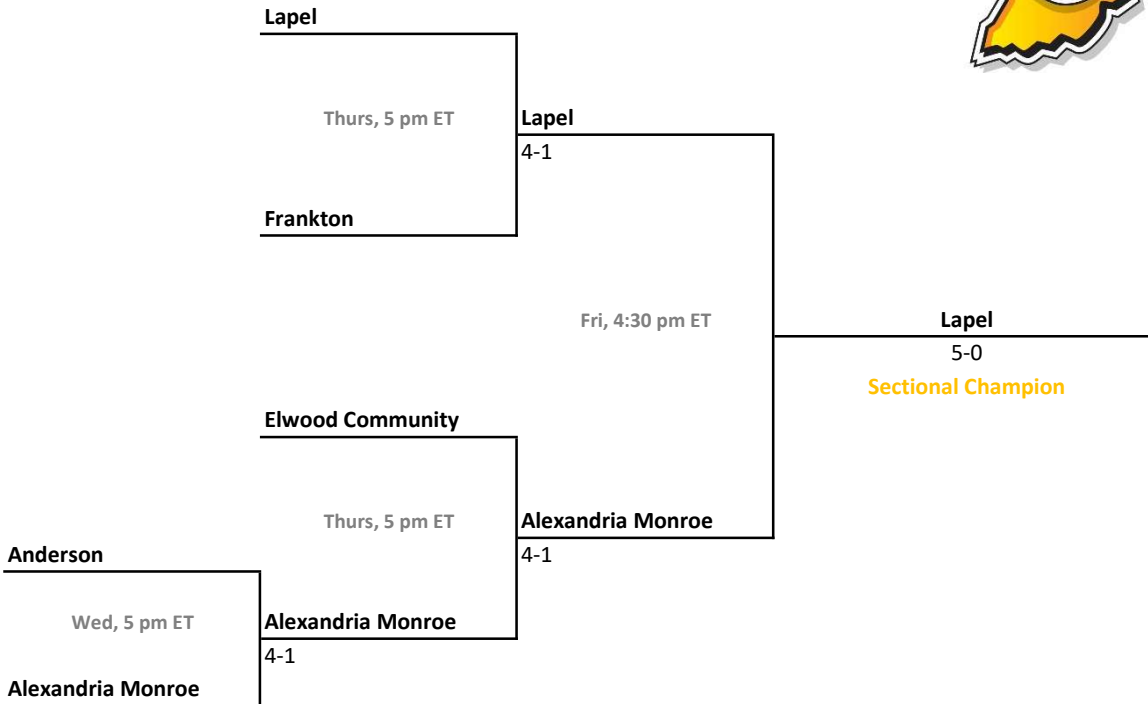 Lapel
Thurs, 5 pm ET
Lapel
4-1
Frankton
Fri, 4:30 pm ET
Lapel
5-0
Sectional Champion
Elwood Community
Thurs, 5 pm ET
Alexandria Monroe
4-1
Anderson
Wed, 5 pm ET
Alexandria Monroe
4-1
Alexandria Monroe